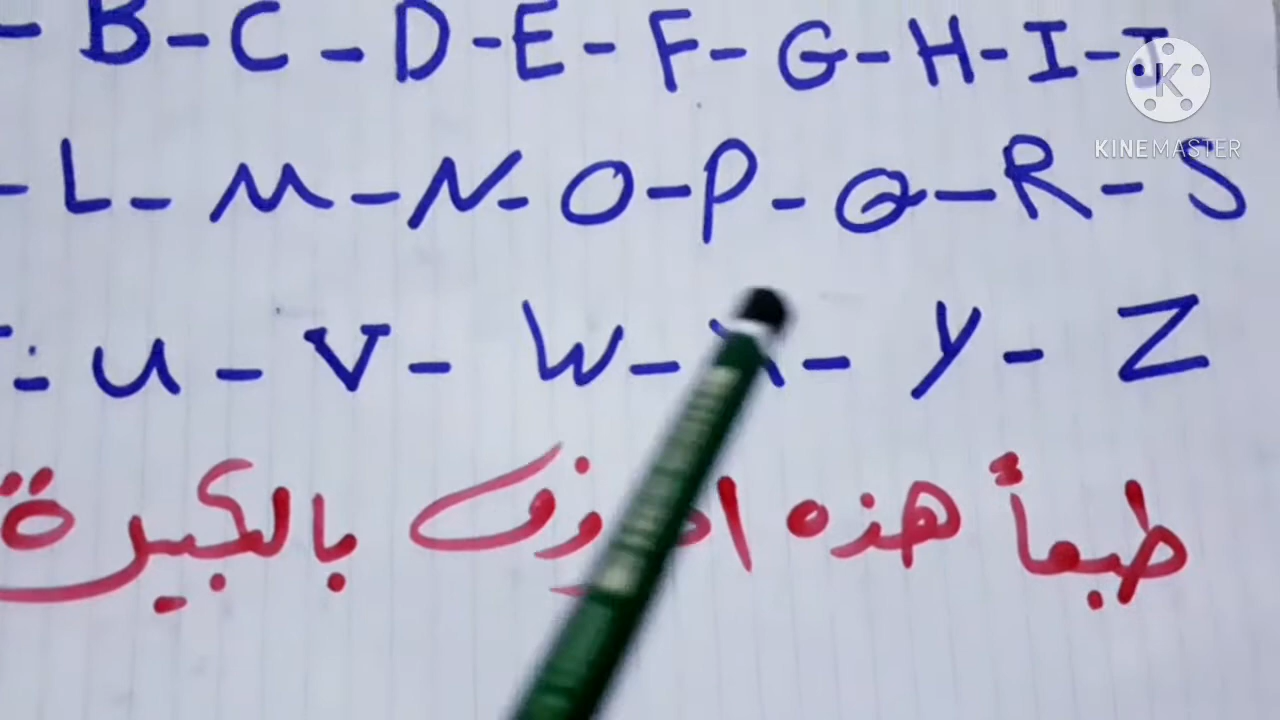 - B - C - D - E - F - G - H - I - J
- L - M - N - O - P - Q - R - S
U - V - W - - Y - Z
طبعاً هذه بالكبيرة
KINEMASTER